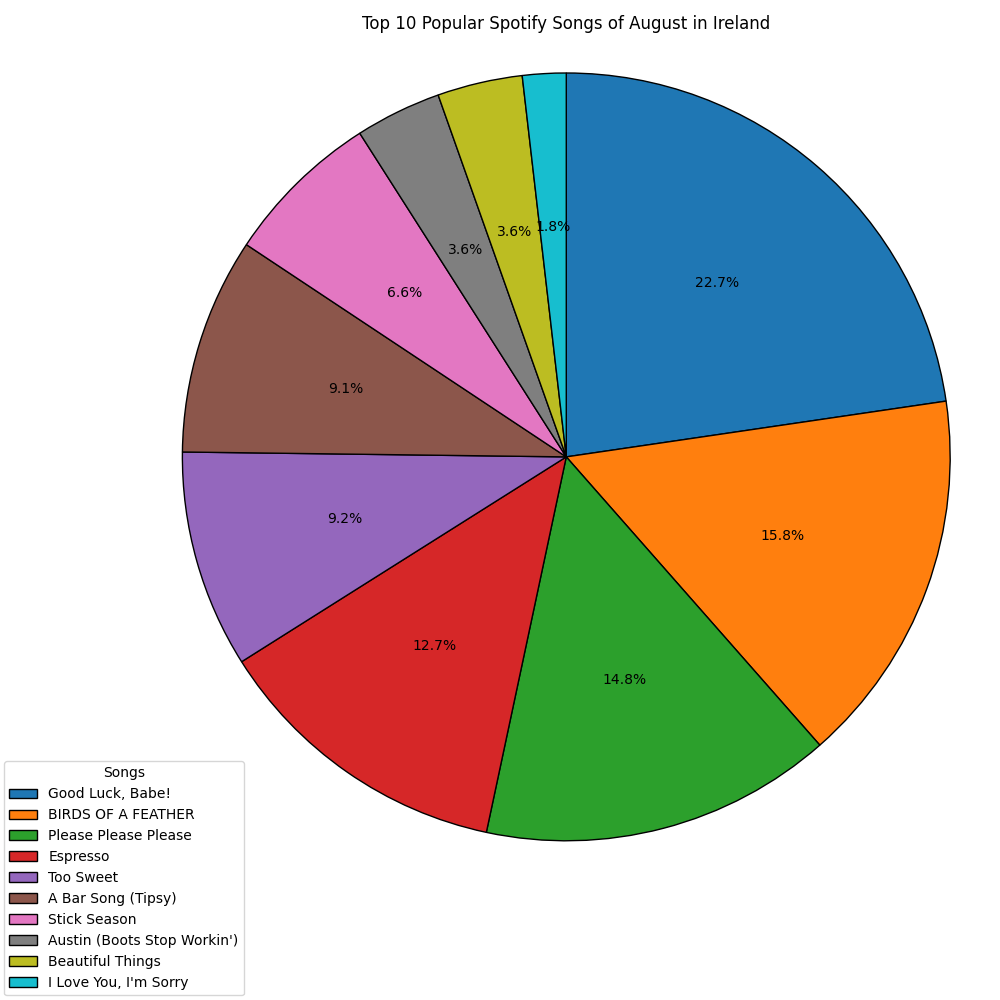 Top 10 Popular Spotify Songs of August in Ireland
1.8%
3.6%
3.6%
22.7%
6.6%
9.1%
9.2%
15.8%
12.7%
14.8%
Songs
Good Luck, Babe!
BIRDS OF A FEATHER
Please Please Please
Espresso
Too Sweet
A Bar Song (Tipsy)
Stick Season
Austin (Boots Stop Workin')
Beautiful Things
I Love You, I'm Sorry